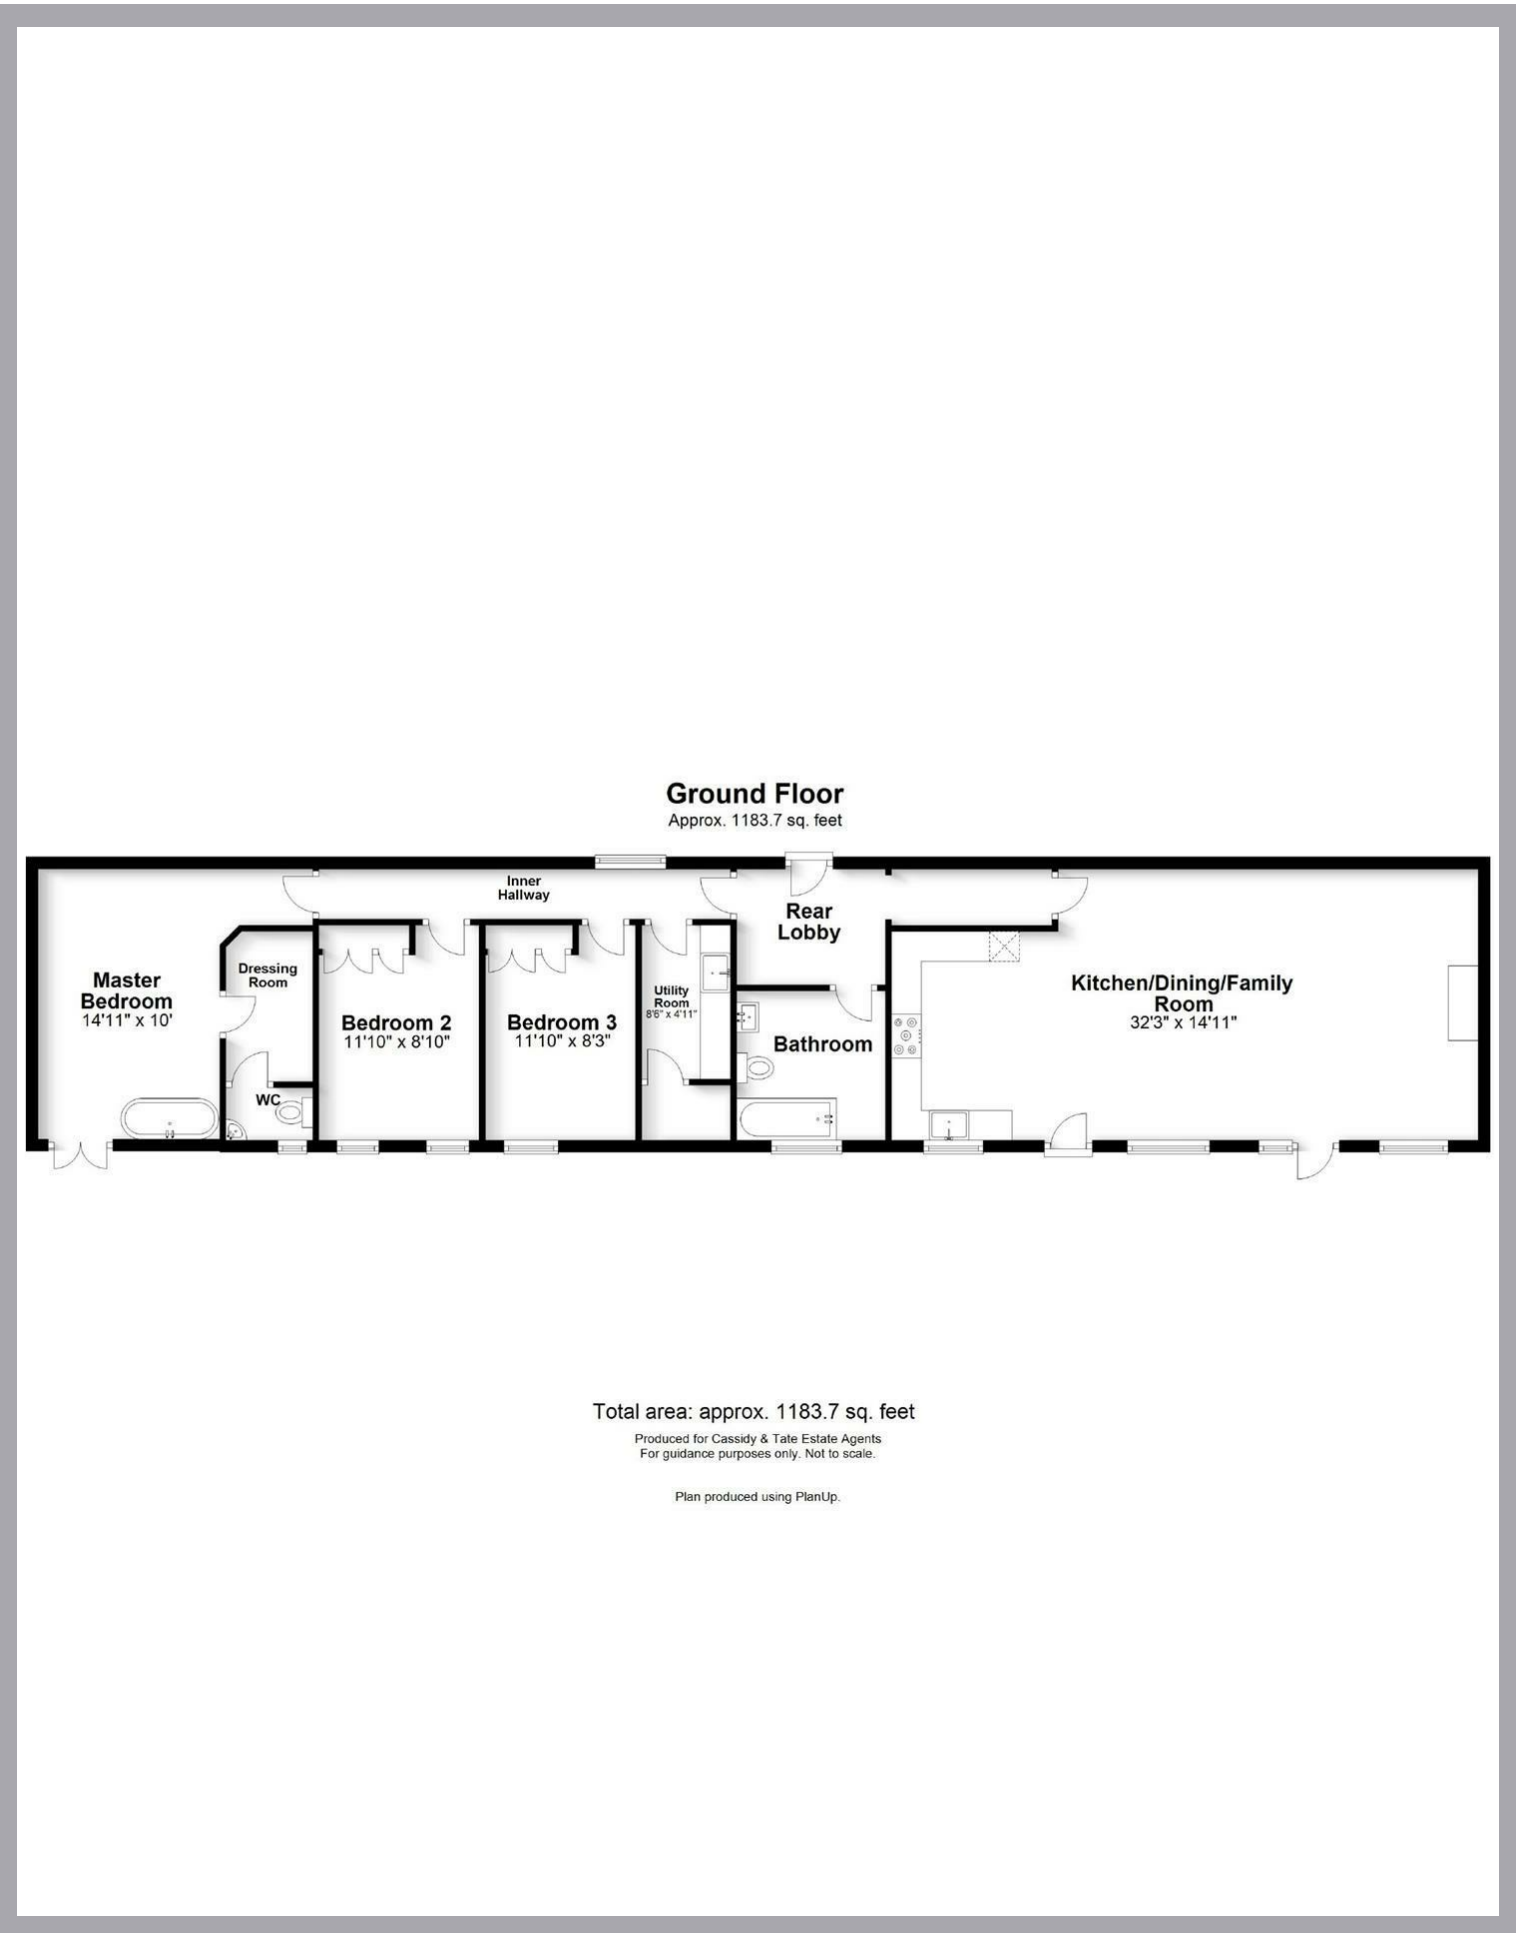 Ground Floor
Approx. 1183.7 sq. feet
Inner
Hallway
Rear
Lobby
Master
Bedroom
14'11" x 10'
Dressing
Room
WC
Bedroom 2
11'10" x 8'10"
Bedroom 3
11'10" x 8'3"
Utility
Room
8'6" x 4'11"
Bathroom
Kitchen/Dining/Family
Room
32'3" x 14'11"
Total area: approx. 1183.7 sq. feet
Produced for Cassidy & Tate Estate Agents
For guidance purposes only. Not to scale.
Plan produced using PlanUp.